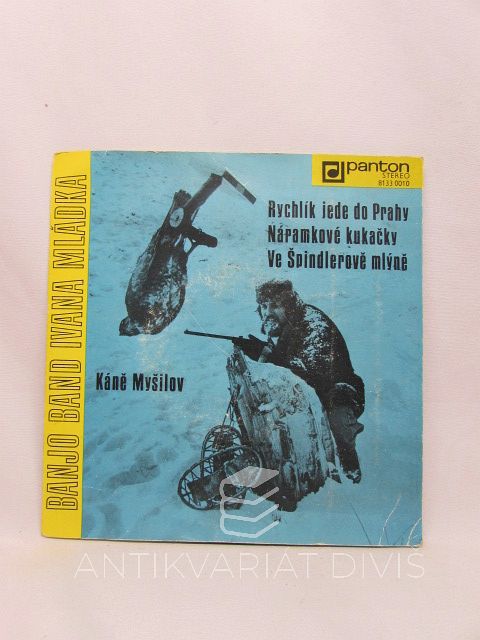 BANJO BAND IVANA MLÁDKA
panton
STEREO
8133 0010
Rychlík jede do Prahy
Náramkové kukačky
Ve Špindlerově mlýně
Káně Myšilov
ANTIKVARIÁT DIVIŠ